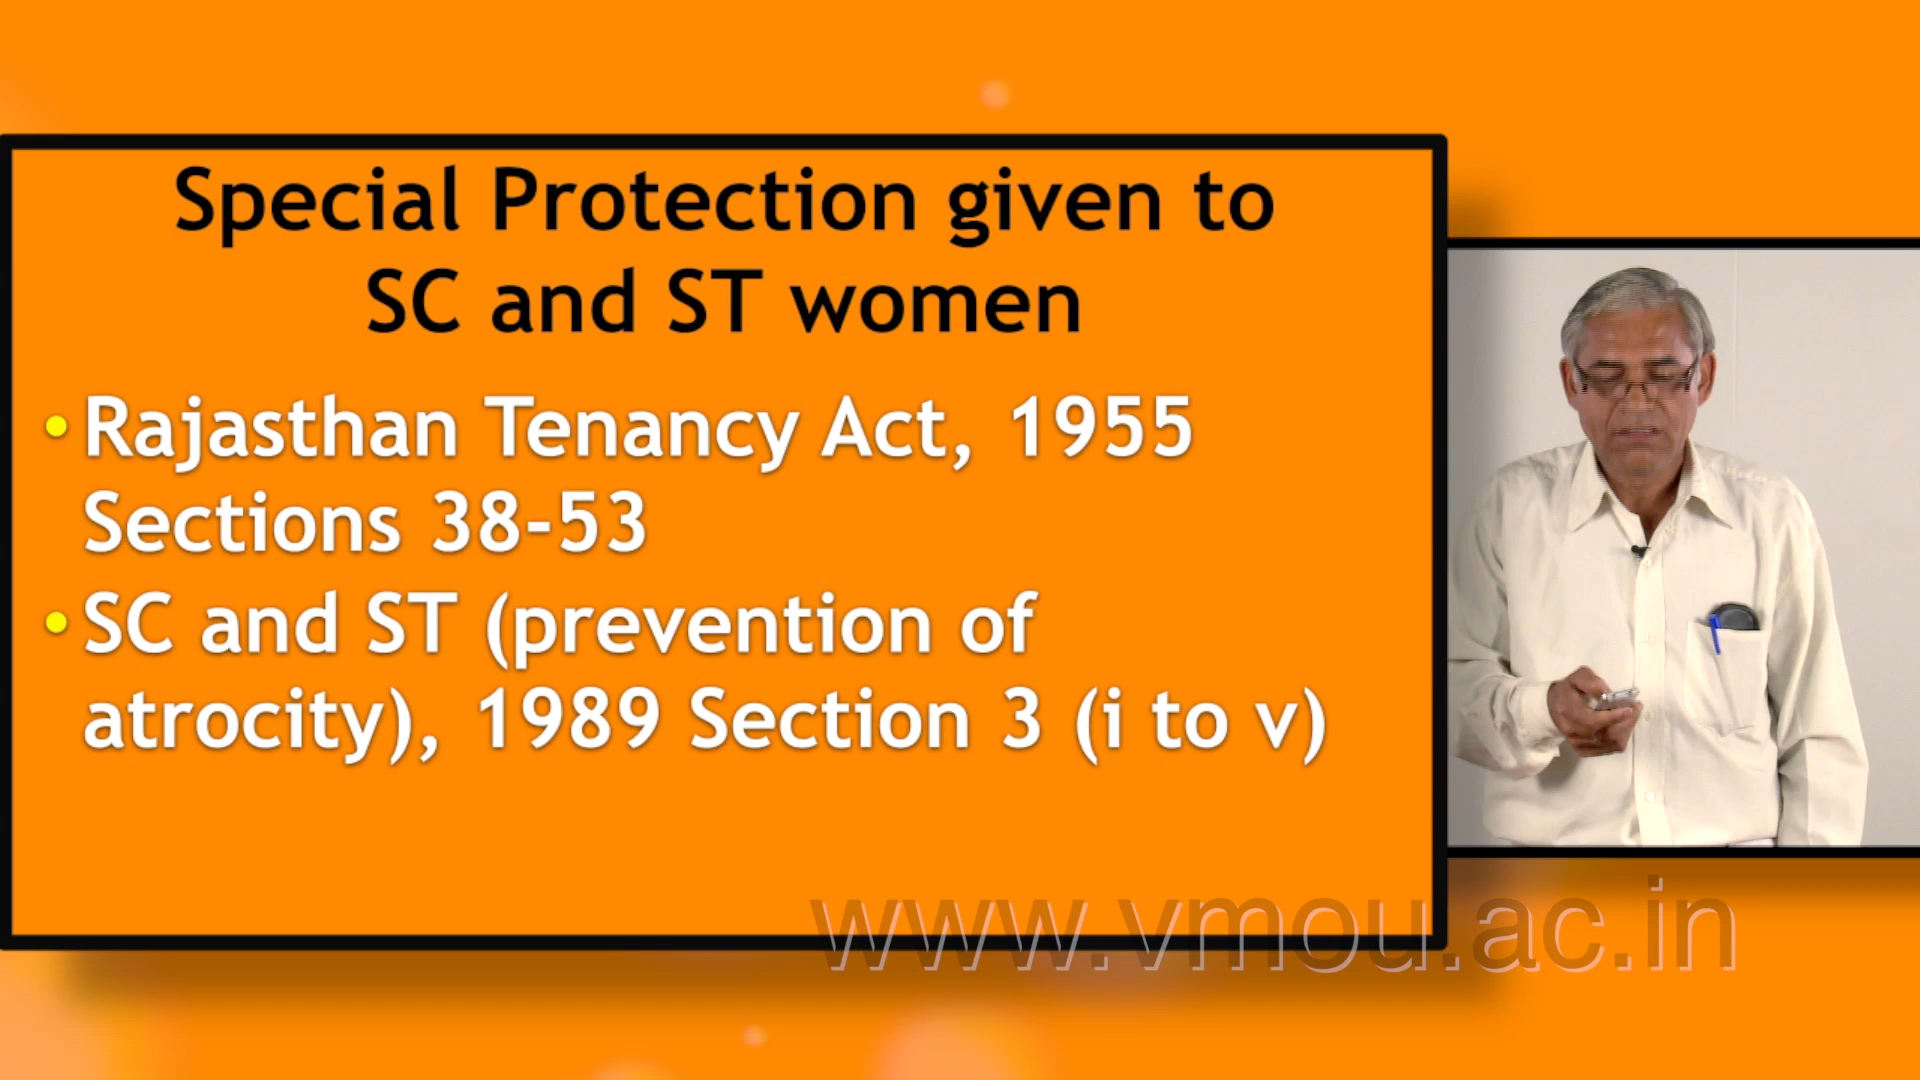 Special Protection given to
SC and ST women
• Rajasthan Tenancy Act, 1955
Sections 38-53
• SC and ST (prevention of
atrocity), 1989 Section 3 (i to v)
www.vmou.ac.in